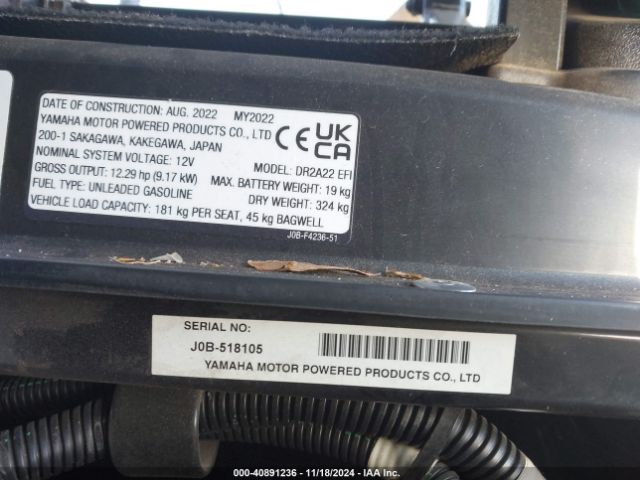 DATE OF CONSTRUCTION: AUG. 2022 MY2022
YAMAHA MOTOR POWERED PRODUCTS CO., LTD
200-1 SAKAGAWA, KAKEGAWA, JAPAN
CE UK CA
NOMINAL SYSTEM VOLTAGE: 12V MODEL: DR2A22 EFI
GROSS OUTPUT: 12.29 hp (9.17 kW) MAX. BATTERY WEIGHT: 19 kg
FUEL TYPE: UNLEADED GASOLINE DRY WEIGHT: 324 kg
VEHICLE LOAD CAPACITY: 181 kg PER SEAT, 45 kg BAGWELL
J0B-F4236-51
SERIAL NO:
J0B-518105
YAMAHA MOTOR POWERED PRODUCTS CO., LTD
000-40891236 - 11/18/2024 - IAA Inc.